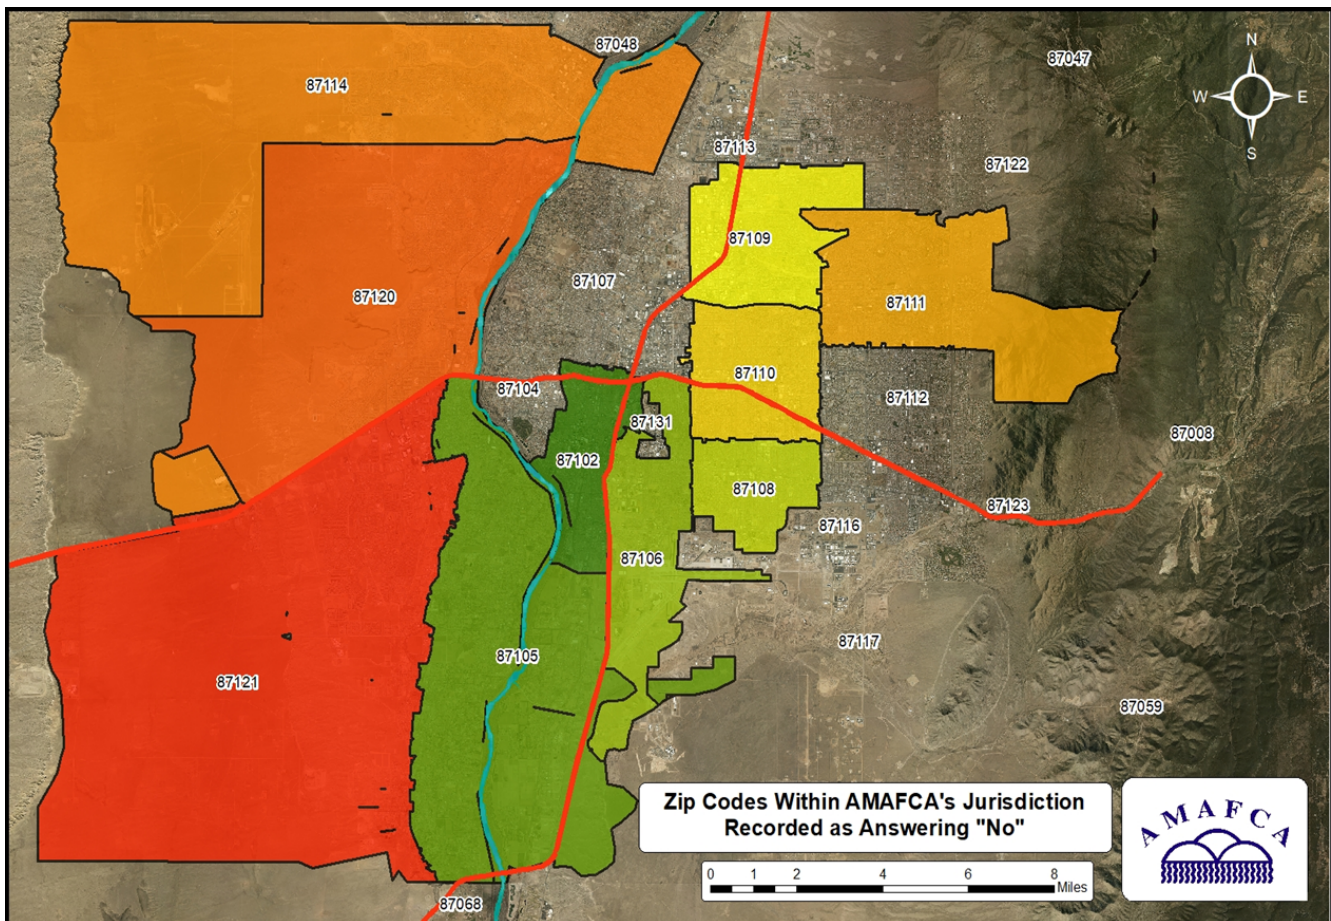 87048
87047
N
87114
W
E
S
87113
87122
87109
87107
87120
87111
87110
87104
87112
87131
87008
87102
87108
87123
87116
87106
87117
87105
87121
87059
Zip Codes Within AMAFCA's Jurisdiction
Recorded as Answering "No"
AMAFCA
0 1 2 4 6 8
Miles
87068